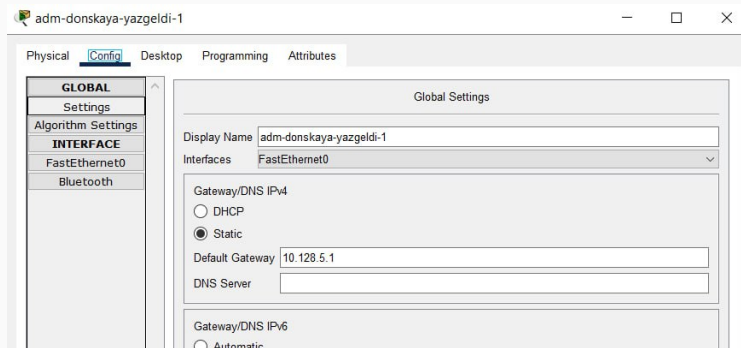 adm-donskaya-yazgeldi-1
Physical Config Desktop Programming Attributes
GLOBAL
Settings
Algorithm Settings
INTERFACE
FastEthernet0
Bluetooth
Global Settings
Display Name adm-donskaya-yazgeldi-1
Interfaces FastEthernet0
Gateway/DNS IPv4
DHCP
Static
Default Gateway 10.128.5.1
DNS Server
Gateway/DNS IPv6
Automatic